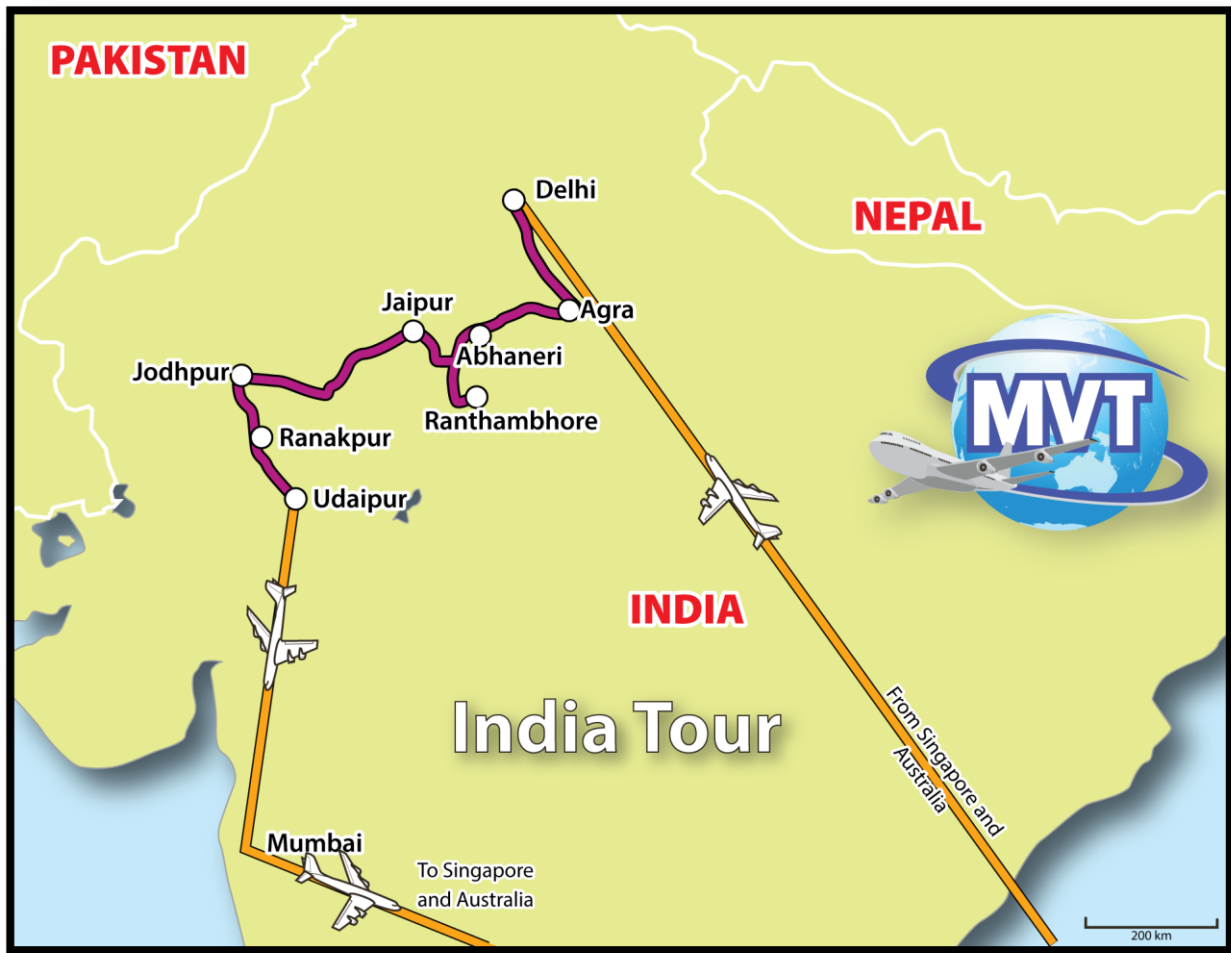 PAKISTAN
Delhi
NEPAL
Jaipur
Agra
Abhaneri
Jodhpur
MVT
Ranthambhore
Ranakpur
Udaipur
INDIA
India Tour
From Singapore and
Australia
Mumbai
To Singapore
and Australia
200 km